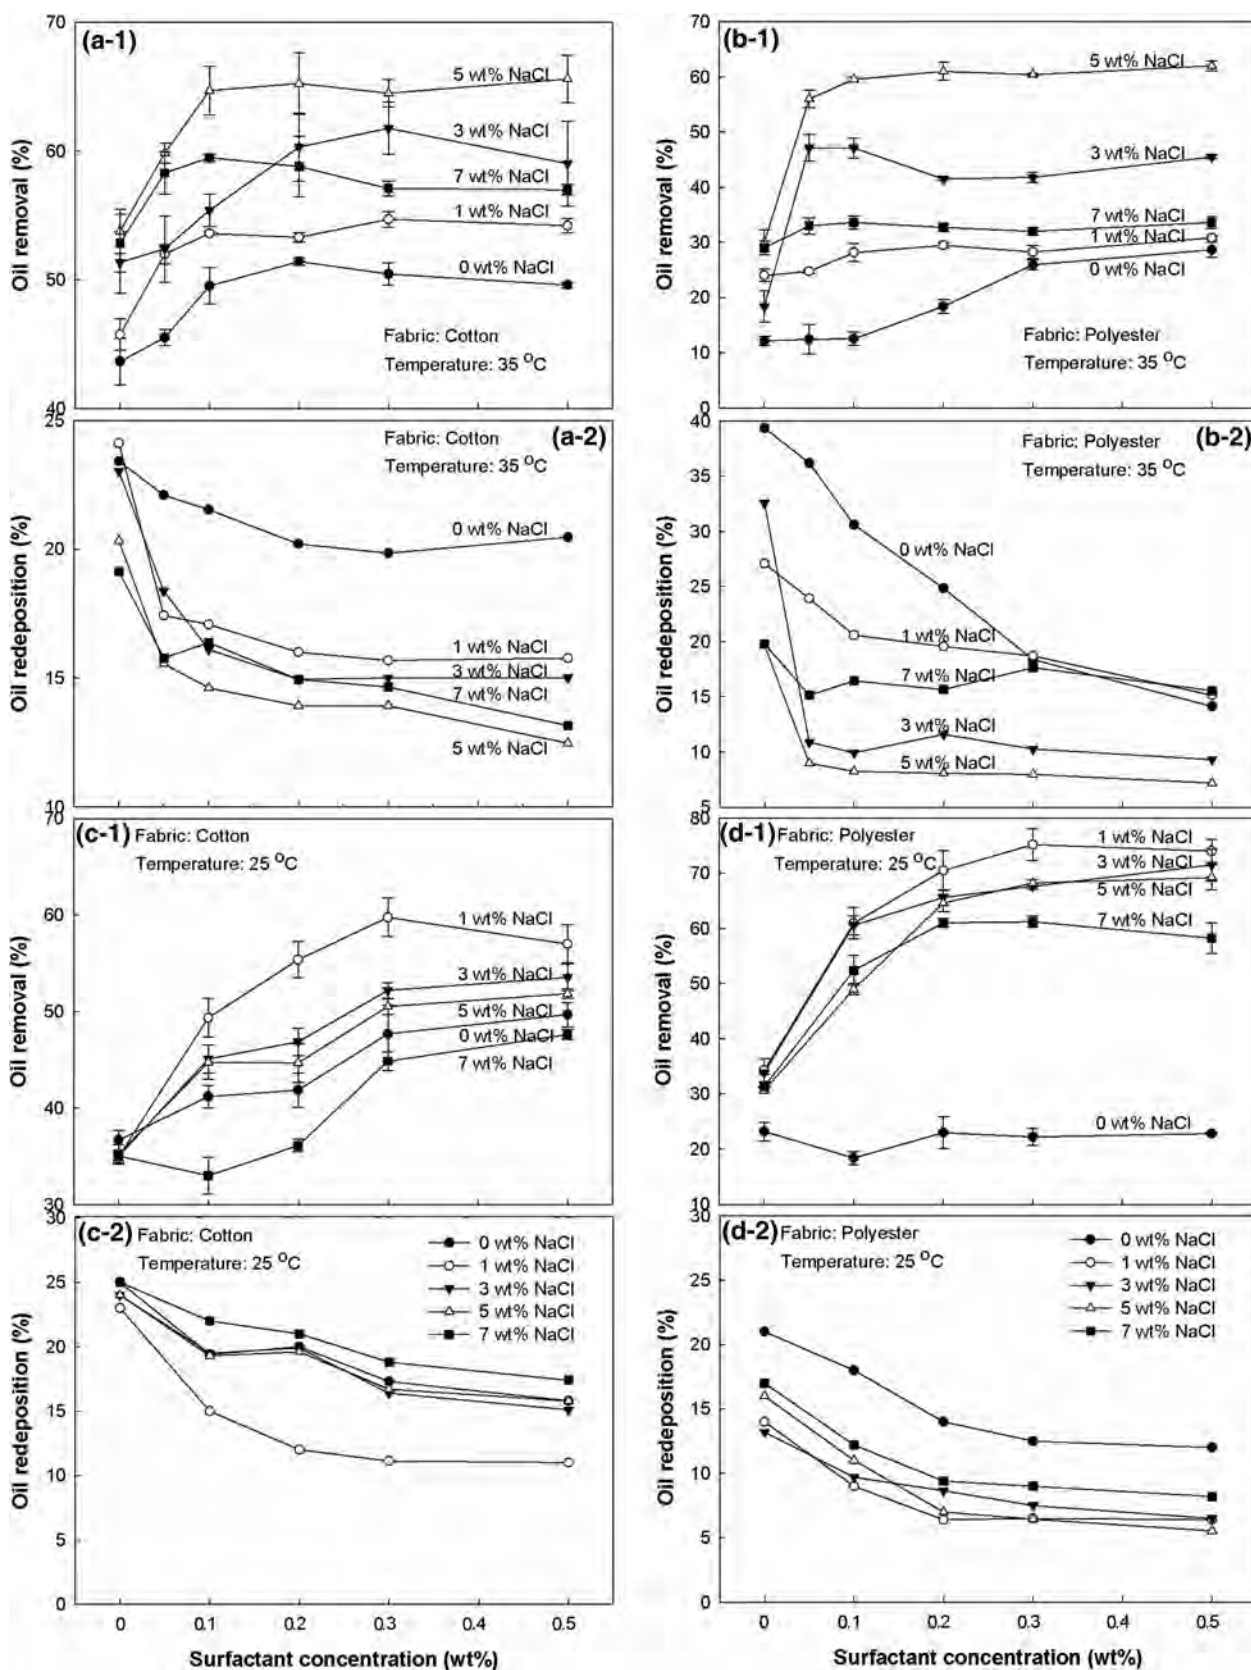 (a-1)
70
60
50
40
Oil removal (%)
5 wt% NaCl
3 wt% NaCl
7 wt% NaCl
1 wt% NaCl
0 wt% NaCl
Fabric: Cotton
Temperature: 35 °C
(b-1)
70
60
50
40
30
20
10
0
Oil removal (%)
5 wt% NaCl
3 wt% NaCl
7 wt% NaCl
1 wt% NaCl
0 wt% NaCl
Fabric: Polyester
Temperature: 35 °C
(a-2)
25
20
15
10
Oil redeposition (%)
Fabric: Cotton
Temperature: 35 °C
0 wt% NaCl
1 wt% NaCl
3 wt% NaCl
7 wt% NaCl
5 wt% NaCl
(b-2)
40
35
30
25
20
15
10
5
Oil redeposition (%)
Fabric: Polyester
Temperature: 35 °C
0 wt% NaCl
1 wt% NaCl
7 wt% NaCl
3 wt% NaCl
5 wt% NaCl
(c-1)
70
60
50
40
30
Oil removal (%)
Fabric: Cotton
Temperature: 25 °C
1 wt% NaCl
3 wt% NaCl
5 wt% NaCl
0 wt% NaCl
7 wt% NaCl
(d-1)
80
70
60
50
40
30
20
10
Oil removal (%)
Fabric: Polyester
Temperature: 25 °C
1 wt% NaCl
3 wt% NaCl
5 wt% NaCl
7 wt% NaCl
0 wt% NaCl
(c-2)
30
25
20
15
10
5
0
Oil redeposition (%)
Fabric: Cotton
Temperature: 25 °C
0 wt% NaCl
1 wt% NaCl
3 wt% NaCl
5 wt% NaCl
7 wt% NaCl
0 0.1 0.2 0.3 0.5
Surfactant concentration (wt%)
(d-2)
30
25
20
15
10
5
0
Oil redeposition (%)
Fabric: Polyester
Temperature: 25 °C
0 wt% NaCl
1 wt% NaCl
3 wt% NaCl
5 wt% NaCl
7 wt% NaCl
0 0.1 0.2 0.3 0.5
Surfactant concentration (wt%)